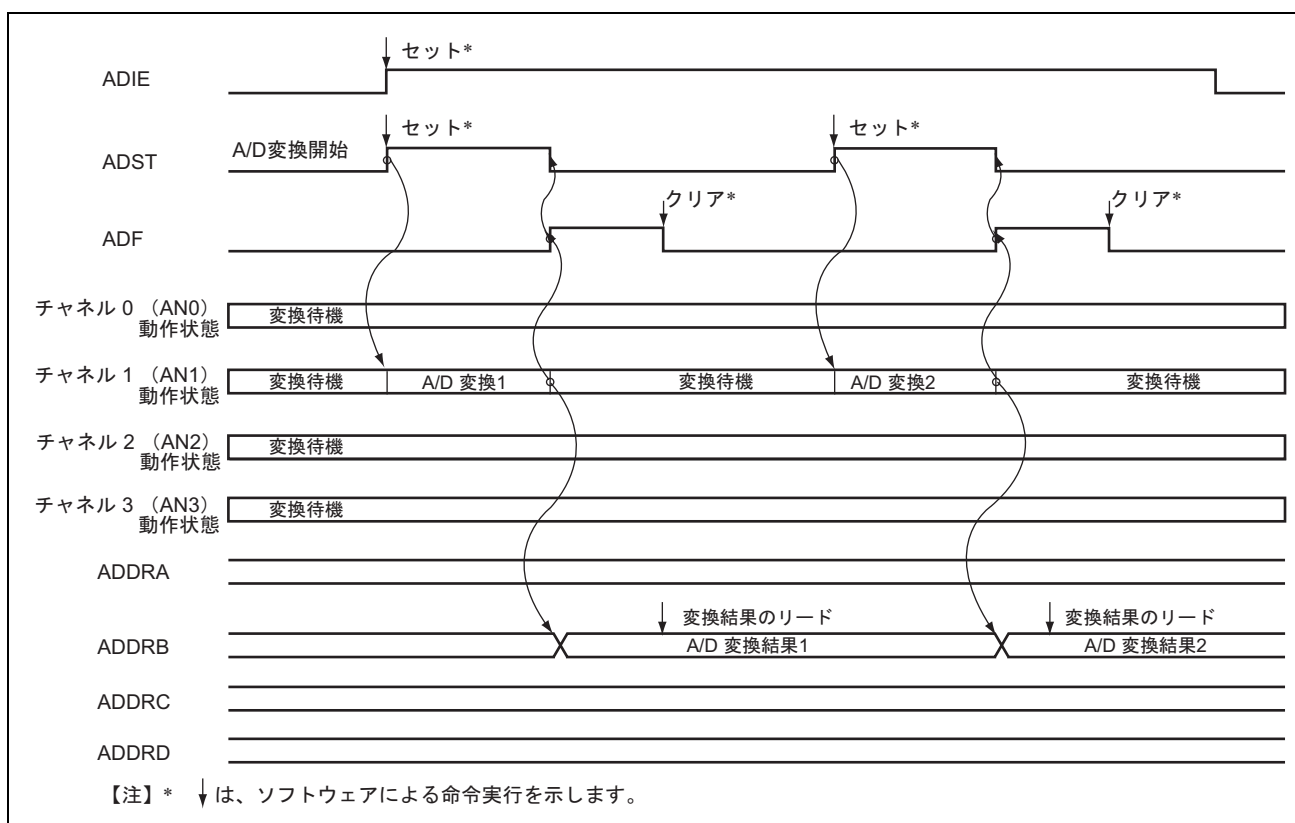 ADIE
セット*
ADST
A/D変換開始
セット*
セット*
ADF
クリア*
クリア*
チャネル 0 (AN0)
動作状態
変換待機
チャネル 1 (AN1)
動作状態
変換待機
A/D 変換1
変換待機
A/D 変換2
変換待機
チャネル 2 (AN2)
動作状態
変換待機
チャネル 3 (AN3)
動作状態
変換待機
ADDRA
ADDRB
変換結果のリード
A/D 変換結果1
変換結果のリード
A/D 変換結果2
ADDRC
ADDRD
【注】* ↓は、ソフトウェアによる命令実行を示します。